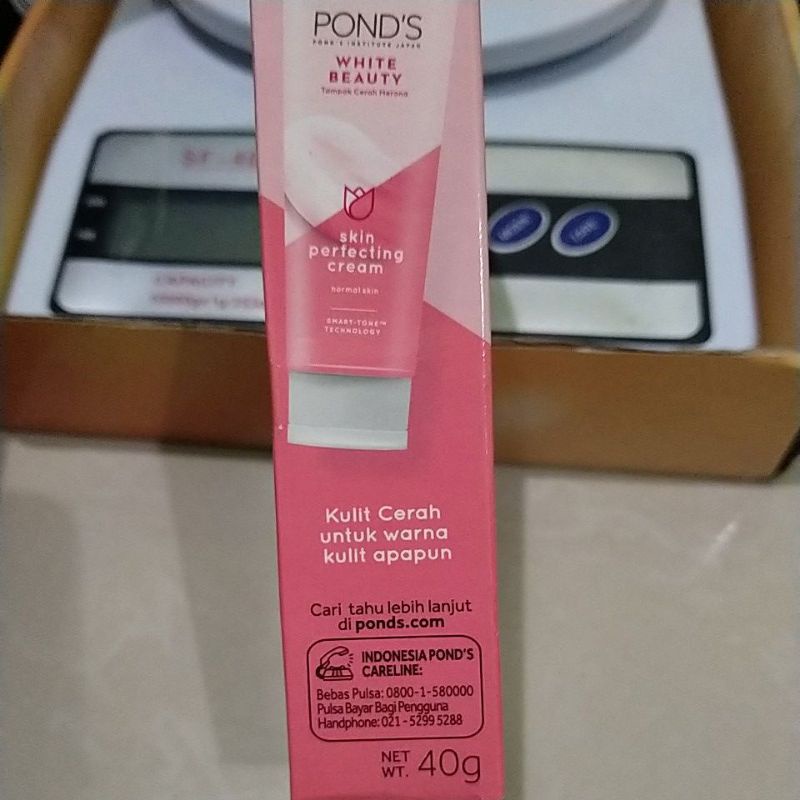 POND'S
POND'S INSTITUTE JAPAN
WHITE
BEAUTY
Tampak Cerah Merona
skin
perfecting
cream
normal skin
SMART-TONE™
TECHNOLOGY
CAPACITY
Kulit Cerah
untuk warna
kulit apapun
Cari tahu lebih lanjut
di ponds.com
INDONESIA POND'S
CARELINE:
Bebas Pulsa: 0800-1-580000
Pulsa Bayar Bagi Pengguna
Handphone: 021 - 5299 5288
NET
WT. 40g